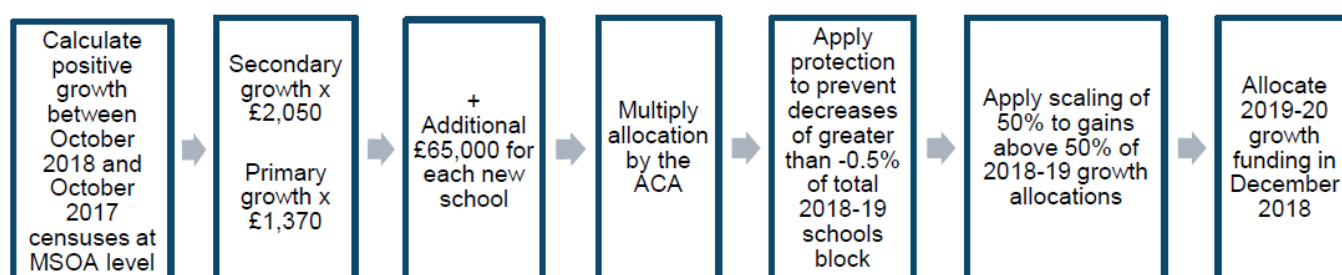 Calculate
positive
growth
between
October
2018 and
October
2017
censuses at
MSOA level
Secondary
growth x
£2,050
Primary
growth x
£1,370
+
Additional
£65,000 for
each new
school
Multiply
allocation
by the
ACA
Apply
protection
to prevent
decreases
of greater
than -0.5%
of total
2018-19
schools
block
Apply scaling of
50% to gains
above 50% of
2018-19 growth
allocations
Allocate
2019-20
growth
funding in
December
2018